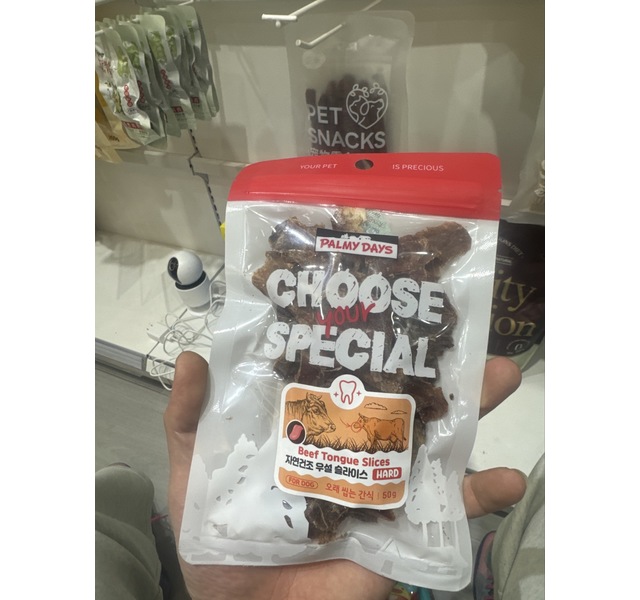 PET
SNACKS
YOUR PET IS PRECIOUS
PALMY DAYS
CHOOSE
your
SPECIAL
Beef Tongue Slices
자연건조 우설 슬라이스 HARD
FOR DOG 오래 씹는 간식 50g